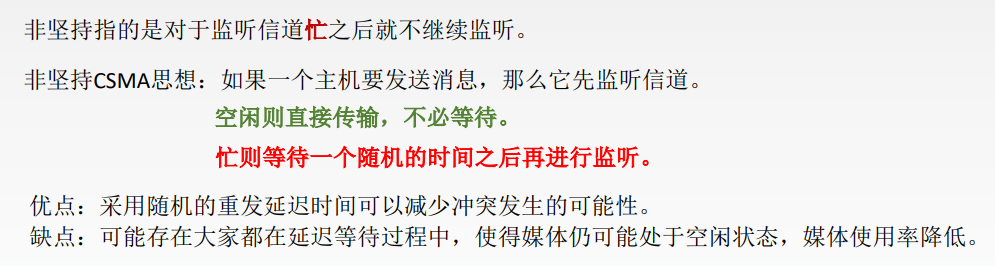 非坚持指的是对于监听信道忙之后就不继续监听。
非坚持CSMA思想：如果一个主机要发送消息，那么它先监听信道。
空闲则直接传输，不必等待。
忙则等待一个随机的时间之后再进行监听。
优点：采用随机的重发延迟时间可以减少冲突发生的可能性。
缺点：可能存在大家都在延迟等待过程中，使得媒体仍可能处于空闲状态，媒体使用率降低。